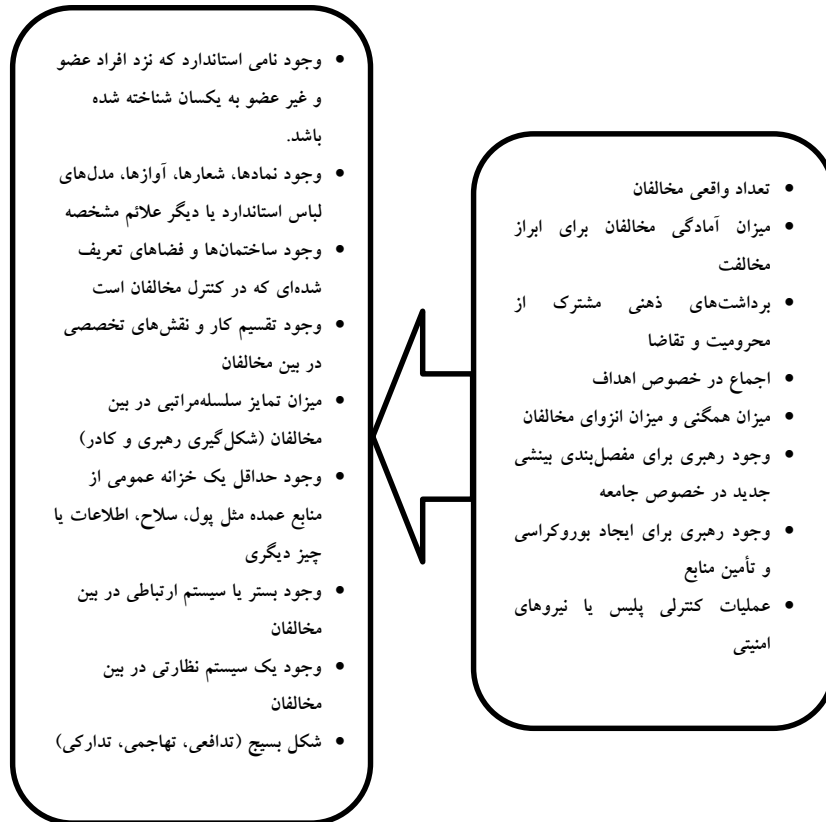 • تعداد واقعی مخالفان
• میزان آمادگی مخالفان برای ابراز
مخالفت
• برداشت‌های ذهنی مشترک از
محرومیت و تقاضا
• اجماع در خصوص اهداف
• میزان همگنی و میزان انزوای مخالفان
• وجود رهبری برای مفصل‌بندی بینشی
جدید در خصوص جامعه
• وجود رهبری برای ایجاد بوروکراسی
و تأمین منابع
• عملیات کنترلی پلیس یا نیروهای
امنیتی
• وجود نامی استاندارد که نزد افراد عضو
و غیر عضو به یکسان شناخته شده
باشد.
• وجود نمادها، شعارها، آوازها، مدل‌های
لباس استاندارد یا دیگر علائم مشخصه
• وجود ساختمان‌ها و فضاهای تعریف
شده‌ای که در کنترل مخالفان است
• وجود تقسیم کار و نقش‌های تخصصی
در بین مخالفان
• میزان تمایز سلسله‌مراتبی در بین
مخالفان (شکل‌گیری رهبری و کادر)
• وجود حداقل یک خزانه عمومی از
منابع عمده مثل پول، سلاح، اطلاعات یا
چیز دیگری
• وجود بستر یا سیستم ارتباطی در بین
مخالفان
• وجود یک سیستم نظارتی در بین
مخالفان
• شکل بسیج (تدافعی، تهاجمی، تدارکی)